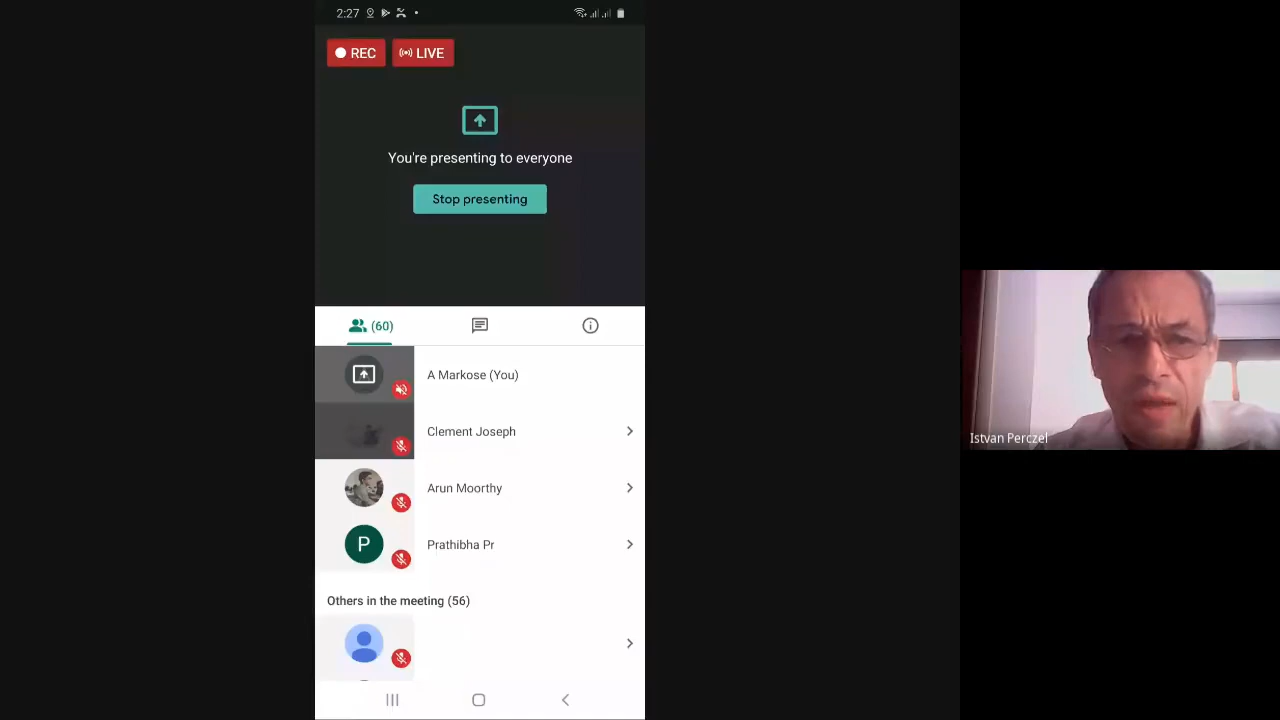 2:27
REC
LIVE
You're presenting to everyone
Stop presenting
(60)
A Markose (You)
Clement Joseph
Arun Moorthy
P
Prathibha Pr
Others in the meeting (56)
Istvan Perczel